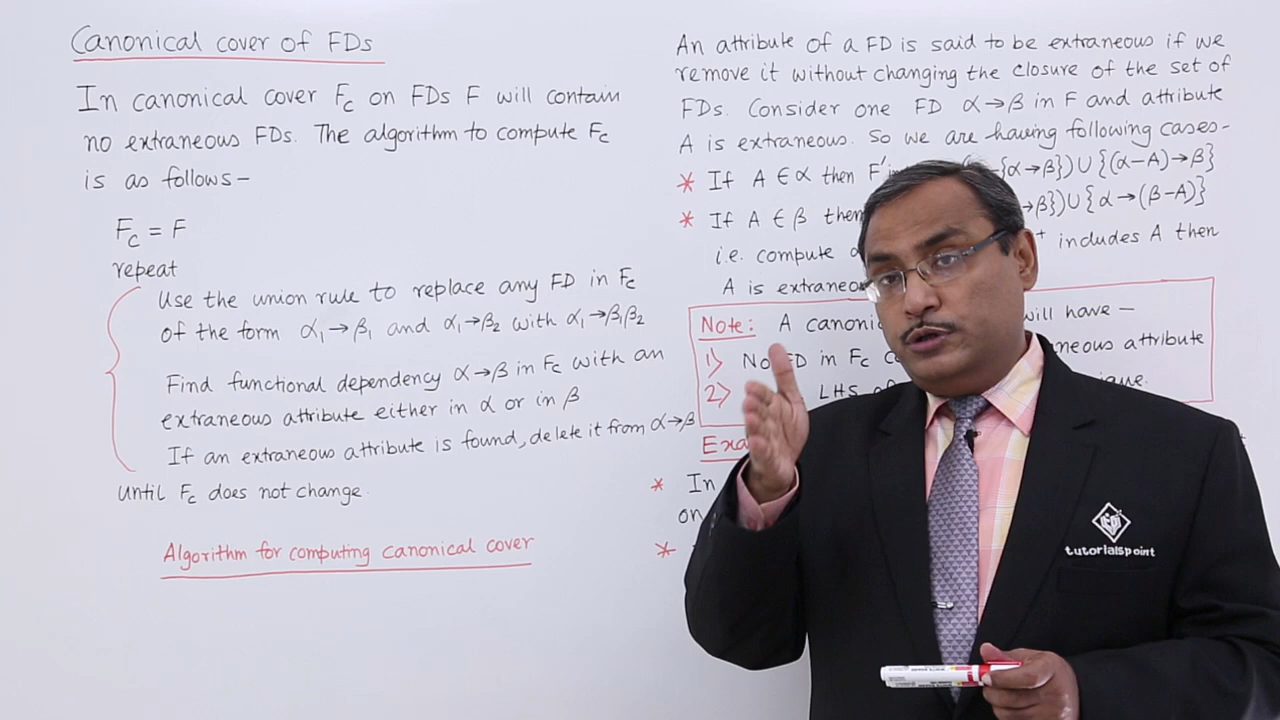 Canonical cover of FDs
In canonical cover Fc on FDs F will contain
no extraneous FDs. The algorithm to compute Fc
is as follows-
Fc = F
repeat
Use the union rule to replace any FD in Fc
of the form α₁→β₁ and α₁→β₂ with α₁→β₁β₂
Find functional dependency α→β in Fc with an
extraneous attribute either in α or in β
If an extraneous attribute is found, delete it from α→β
until Fc does not change.
Algorithm for computing canonical cover
An attribute of a FD is said to be extraneous if we
remove it without changing the closure of the set of
FDs. Consider one FD α→β in F and attribute
A is extraneous. So we are having following cases-
* If A ∈ α then F' {α→β})∪{(α-A)→β}
* If A ∈ β then →β})∪{α→(β-A)}
i.e. compute + includes A then
A is
Note: A will have -
1) No FD in Fc attribute
2) LHS
* In
on
*
tutorialspoint